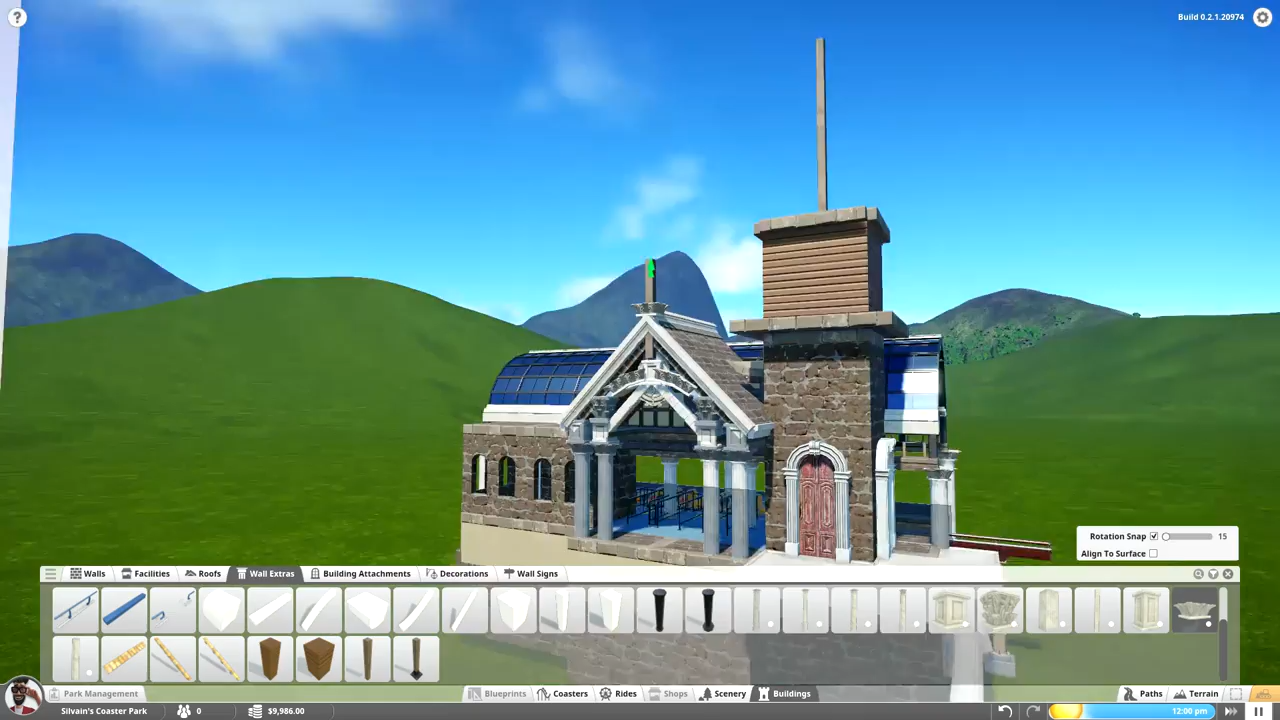 ?
Build 0.2.1.20974
Rotation Snap 15
Align To Surface
Walls Facilities Roofs Wall Extras Building Attachments Decorations Wall Signs
Park Management Blueprints Coasters Rides Shops Scenery Buildings Paths Terrain
Silvain's Coaster Park 0 $9,986.00 12:00 pm